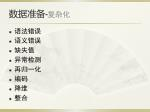 数据准备-复杂化
语法错误
语义错误
缺失值
异常检测
再归一化
编码
降维
整合